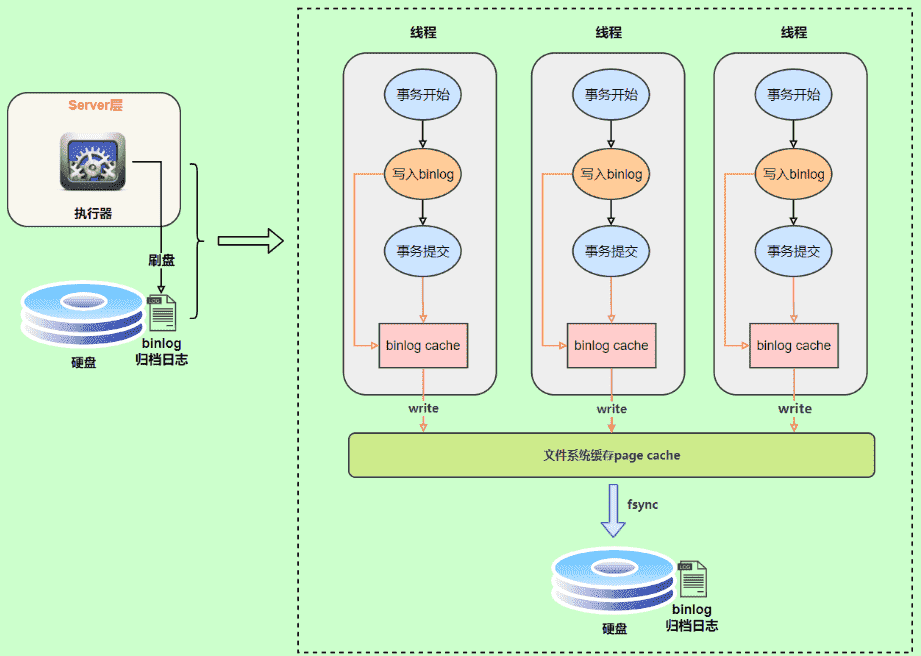 Server层
执行器
刷盘
硬盘
binlog
归档日志
线程
事务开始
写入binlog
事务提交
binlog cache
write
线程
事务开始
写入binlog
事务提交
binlog cache
write
线程
事务开始
写入binlog
事务提交
binlog cache
write
文件系统缓存page cache
fsync
硬盘
LOG
binlog
归档日志